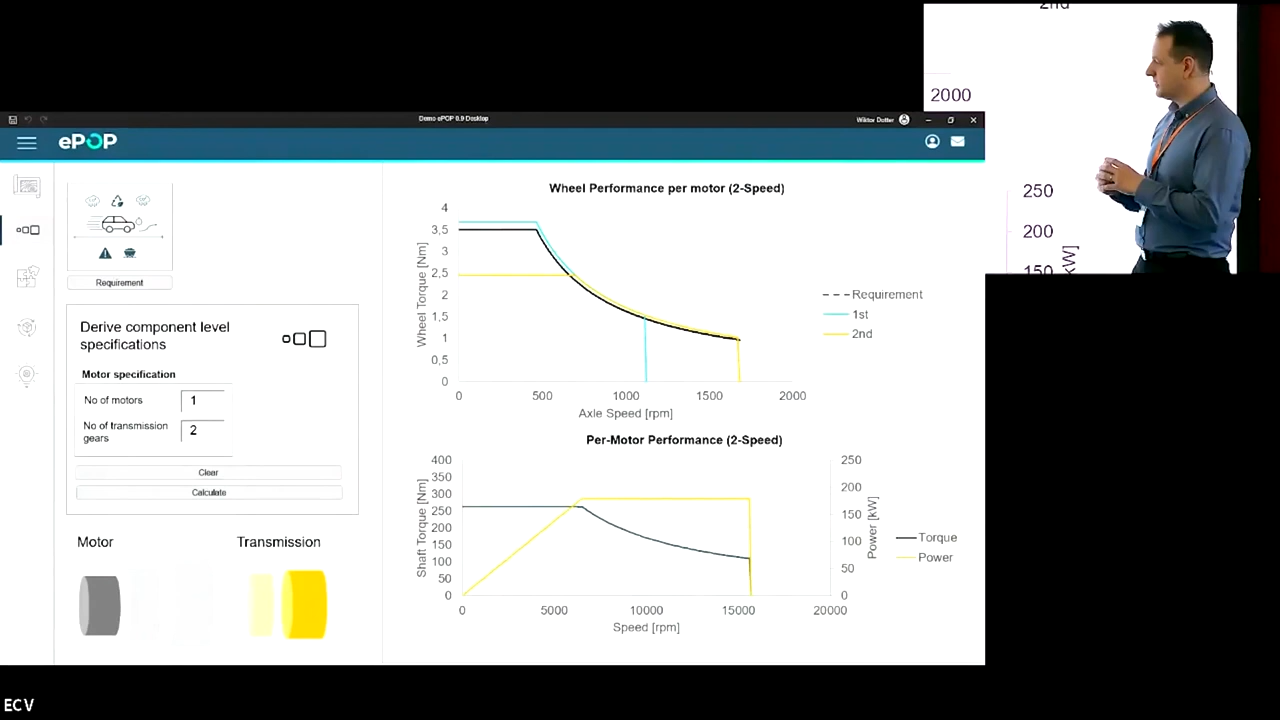 2nd
2000
250
200
150
[kW]
Demo ePOP 0.9 Desktop
Wiktor Dotter
ePOP
Requirement
Derive component level
specifications
Motor specification
No of motors
1
No of transmission
gears
2
Clear
Calculate
Motor
Transmission
Wheel Performance per motor (2-Speed)
4
3,5
3
2,5
2
1,5
1
0,5
0
Wheel Torque [Nm]
0 500 1000 1500 2000
Axle Speed [rpm]
Requirement
1st
2nd
Per-Motor Performance (2-Speed)
400
350
300
250
200
150
100
50
0
Shaft Torque [Nm]
250
200
150
100
50
0
Power [kW]
0 5000 10000 15000 20000
Speed [rpm]
Torque
Power
ECV